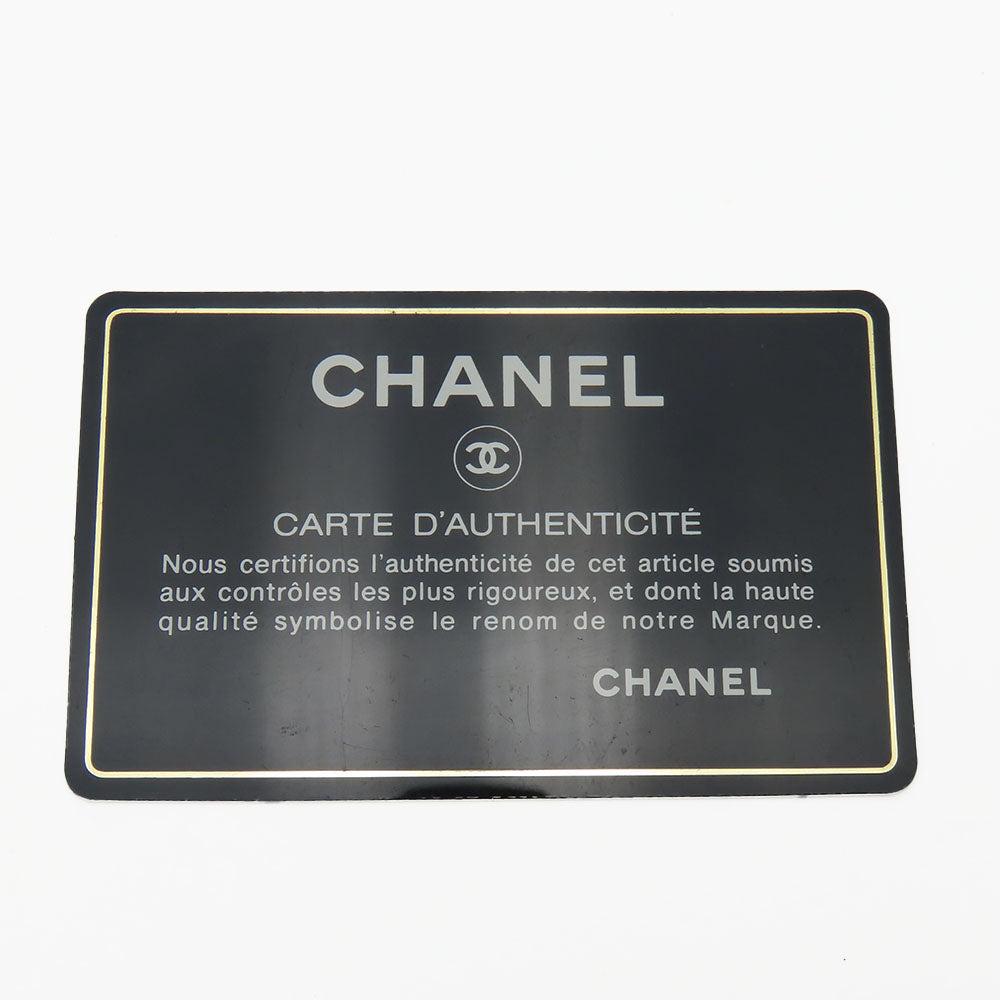 CHANEL
CARTE D'AUTHENTICITÉ
Nous certifions l'authenticité de cet article soumis
aux contrôles les plus rigoureux, et dont la haute
qualité symbolise le renom de notre Marque.
CHANEL